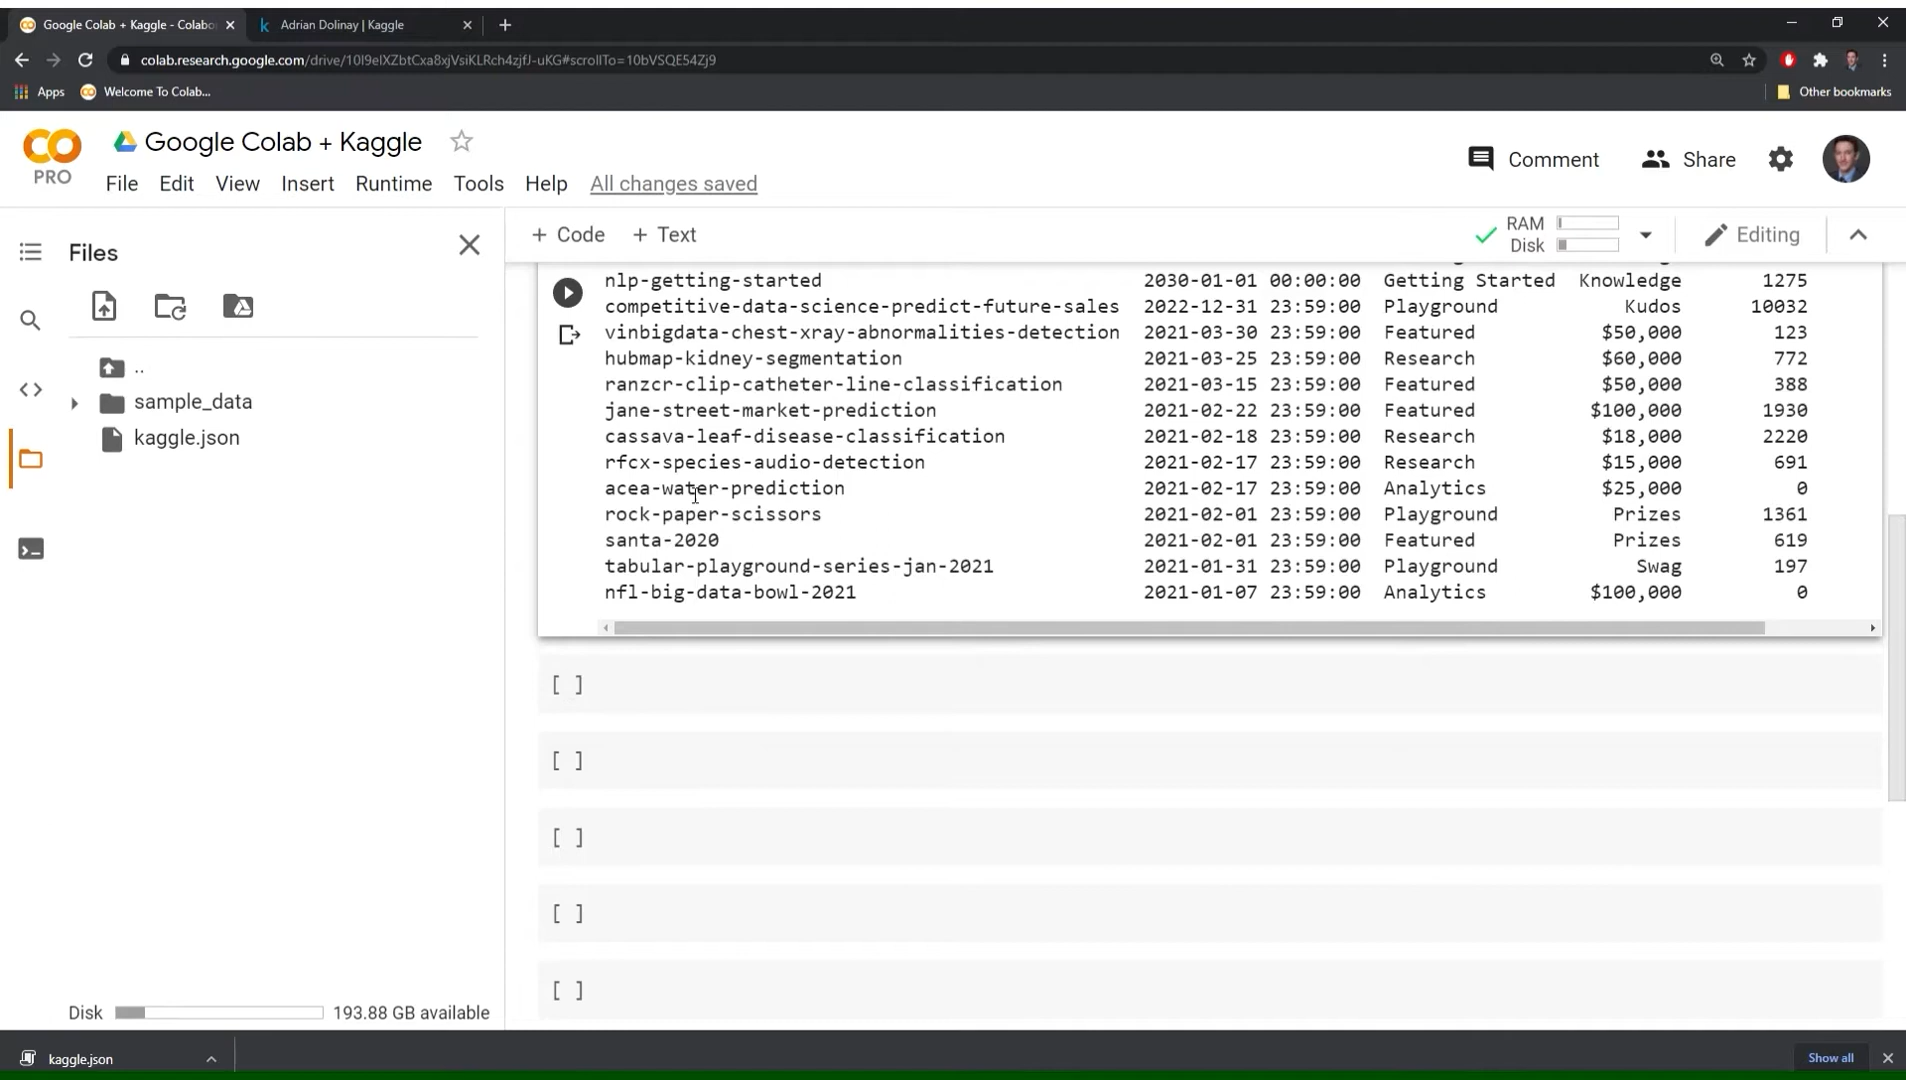 Google Colab + Kaggle - Colabo
k Adrian Dolinay | Kaggle
colab.research.google.com/drive/10I9eIXZbtCxa8xjVsiKLRch4zjfJ-uKG#scrollTo=10bVSQE54Zj9
Apps Welcome To Colab... Other bookmarks
PRO
Google Colab + Kaggle
File Edit View Insert Runtime Tools Help All changes saved
Comment Share
Files
+ Code + Text
RAM
Disk
Editing
..
sample_data
kaggle.json
nlp-getting-started 2030-01-01 00:00:00 Getting Started Knowledge 1275
competitive-data-science-predict-future-sales 2022-12-31 23:59:00 Playground Kudos 10032
vinbigdata-chest-xray-abnormalities-detection 2021-03-30 23:59:00 Featured $50,000 123
hubmap-kidney-segmentation 2021-03-25 23:59:00 Research $60,000 772
ranzcr-clip-catheter-line-classification 2021-03-15 23:59:00 Featured $50,000 388
jane-street-market-prediction 2021-02-22 23:59:00 Featured $100,000 1930
cassava-leaf-disease-classification 2021-02-18 23:59:00 Research $18,000 2220
rfcx-species-audio-detection 2021-02-17 23:59:00 Research $15,000 691
acea-water-prediction 2021-02-17 23:59:00 Analytics $25,000 0
rock-paper-scissors 2021-02-01 23:59:00 Playground Prizes 1361
santa-2020 2021-02-01 23:59:00 Featured Prizes 619
tabular-playground-series-jan-2021 2021-01-31 23:59:00 Playground Swag 197
nfl-big-data-bowl-2021 2021-01-07 23:59:00 Analytics $100,000 0
[ ]
[ ]
[ ]
[ ]
[ ]
Disk 193.88 GB available
kaggle.json
Show all